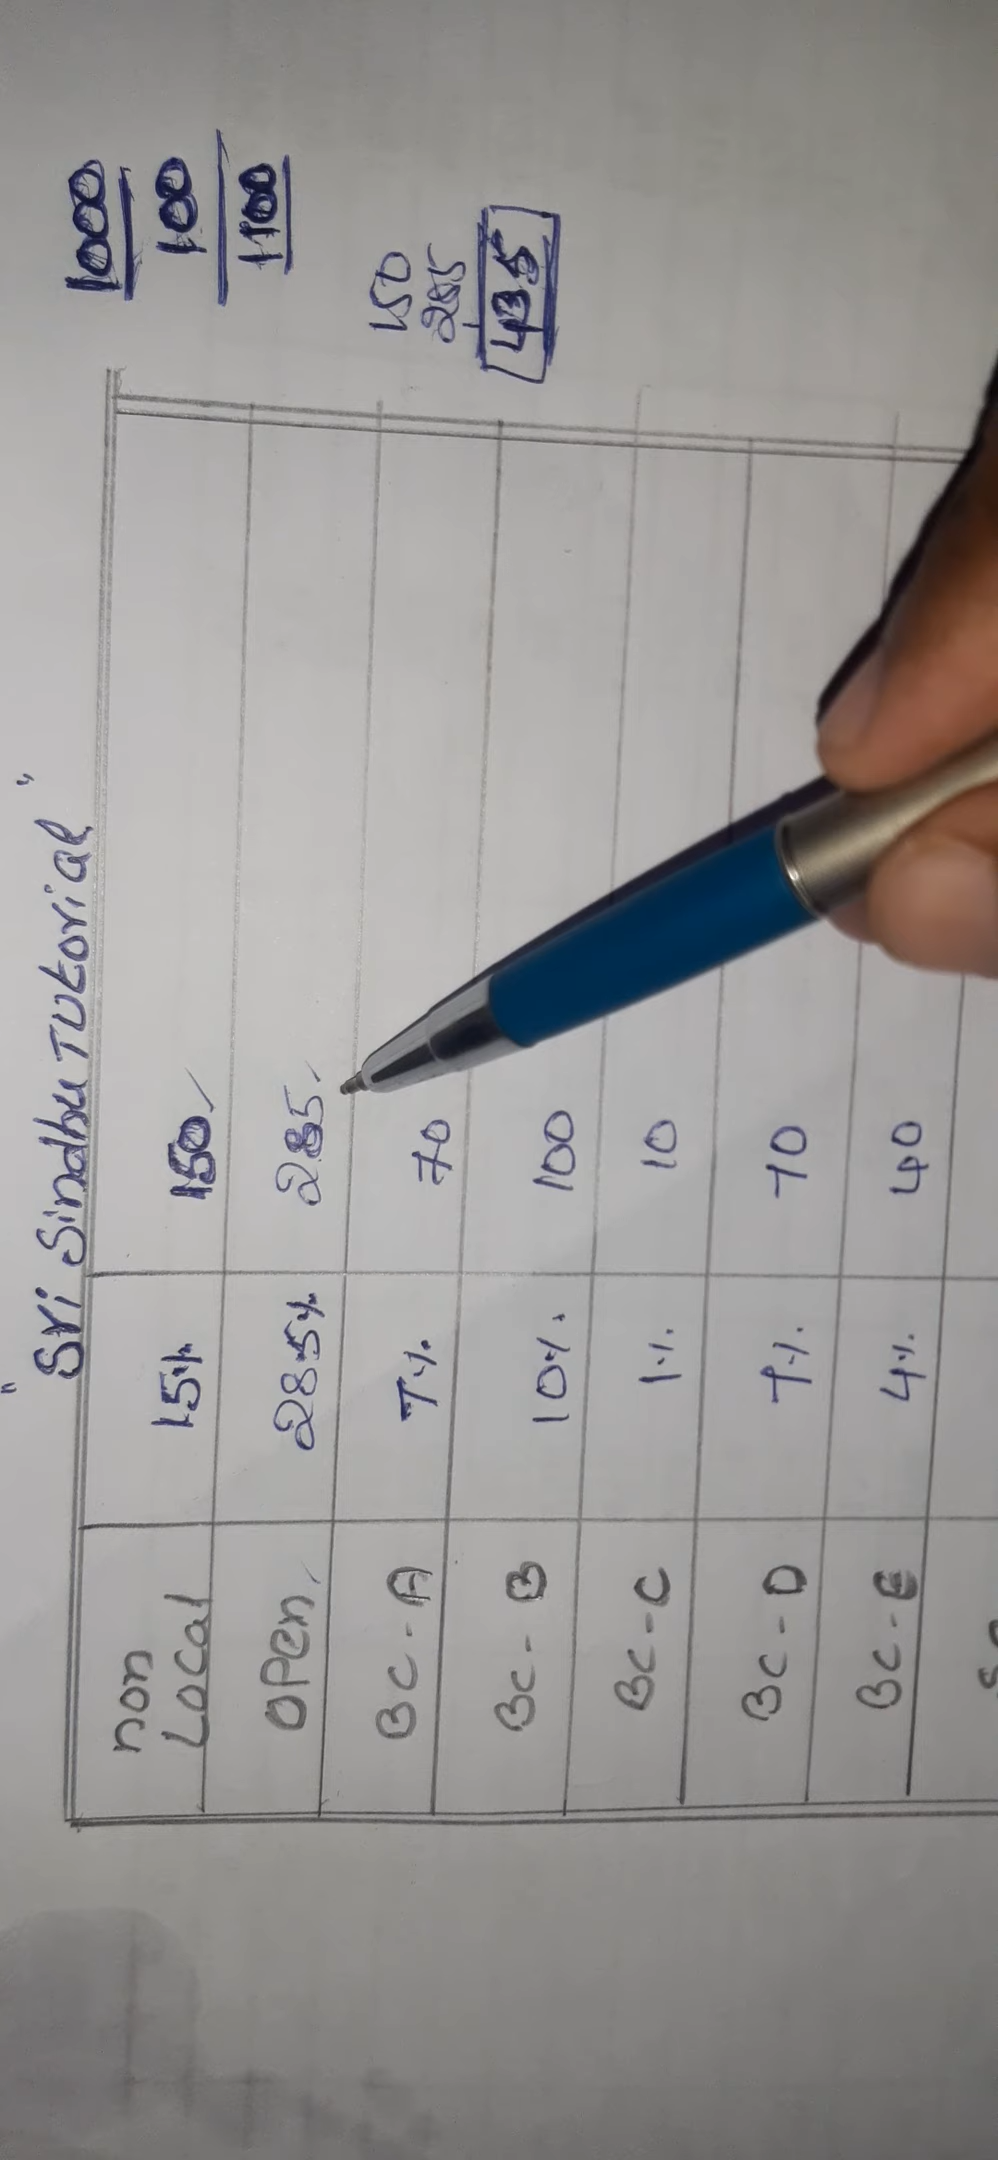 "Sri Sindhu Tutorial"
non Local 15% 150
OPen 28.5% 285
BC-A 7% 70
BC-B 10% 100
BC-C 1% 10
BC-D 7% 70
BC-E 4% 40
1000
100
1100
150
285
435